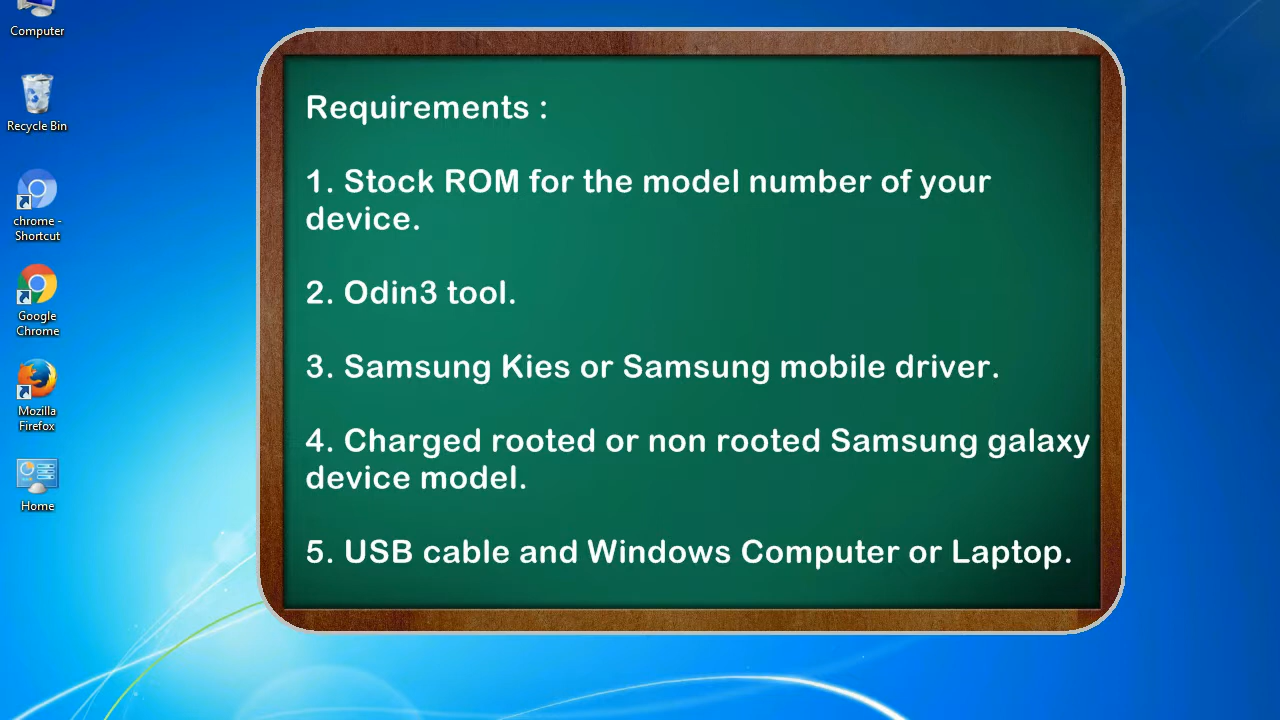 Computer
Recycle Bin
chrome -
Shortcut
Google
Chrome
Mozilla
Firefox
Home
Requirements :
1. Stock ROM for the model number of your
device.
2. Odin3 tool.
3. Samsung Kies or Samsung mobile driver.
4. Charged rooted or non rooted Samsung galaxy
device model.
5. USB cable and Windows Computer or Laptop.